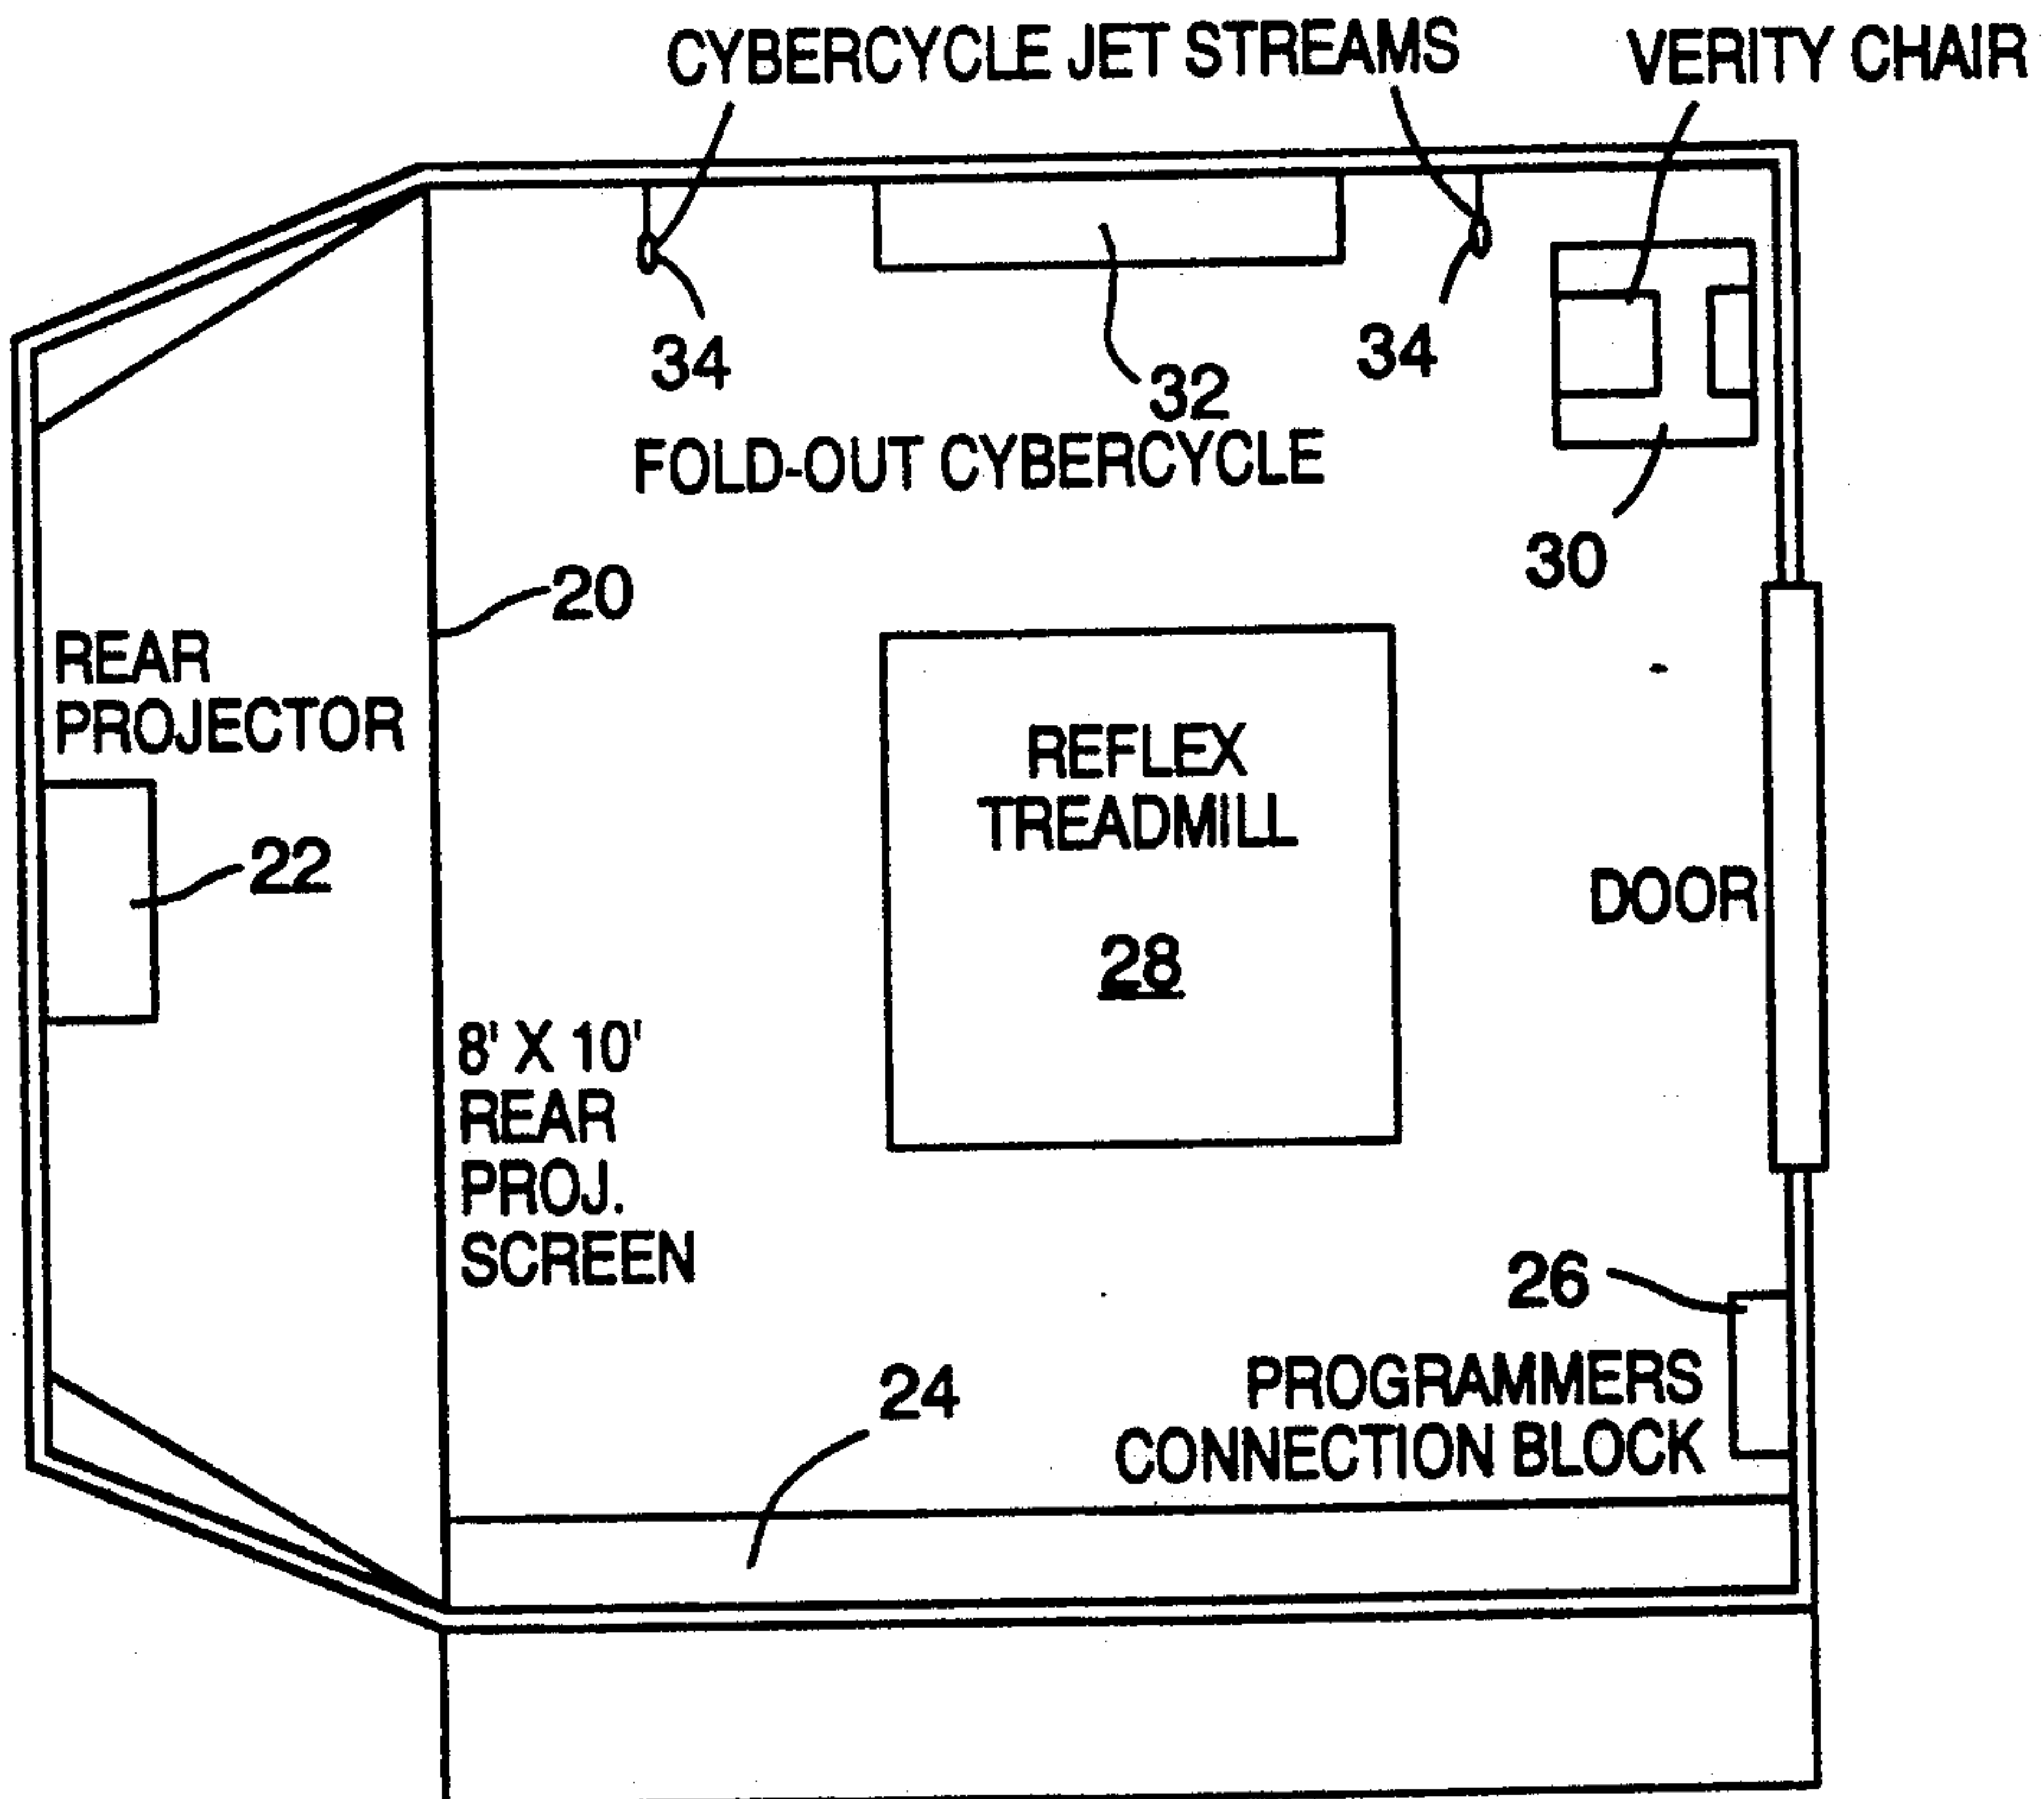 CYBERCYCLE JET STREAMS
VERITY CHAIR
34
32
34
FOLD-OUT CYBERCYCLE
30
20
REAR
PROJECTOR
22
REFLEX
TREADMILL
28
DOOR
8' X 10'
REAR
PROJ.
SCREEN
26
PROGRAMMERS
CONNECTION BLOCK
24